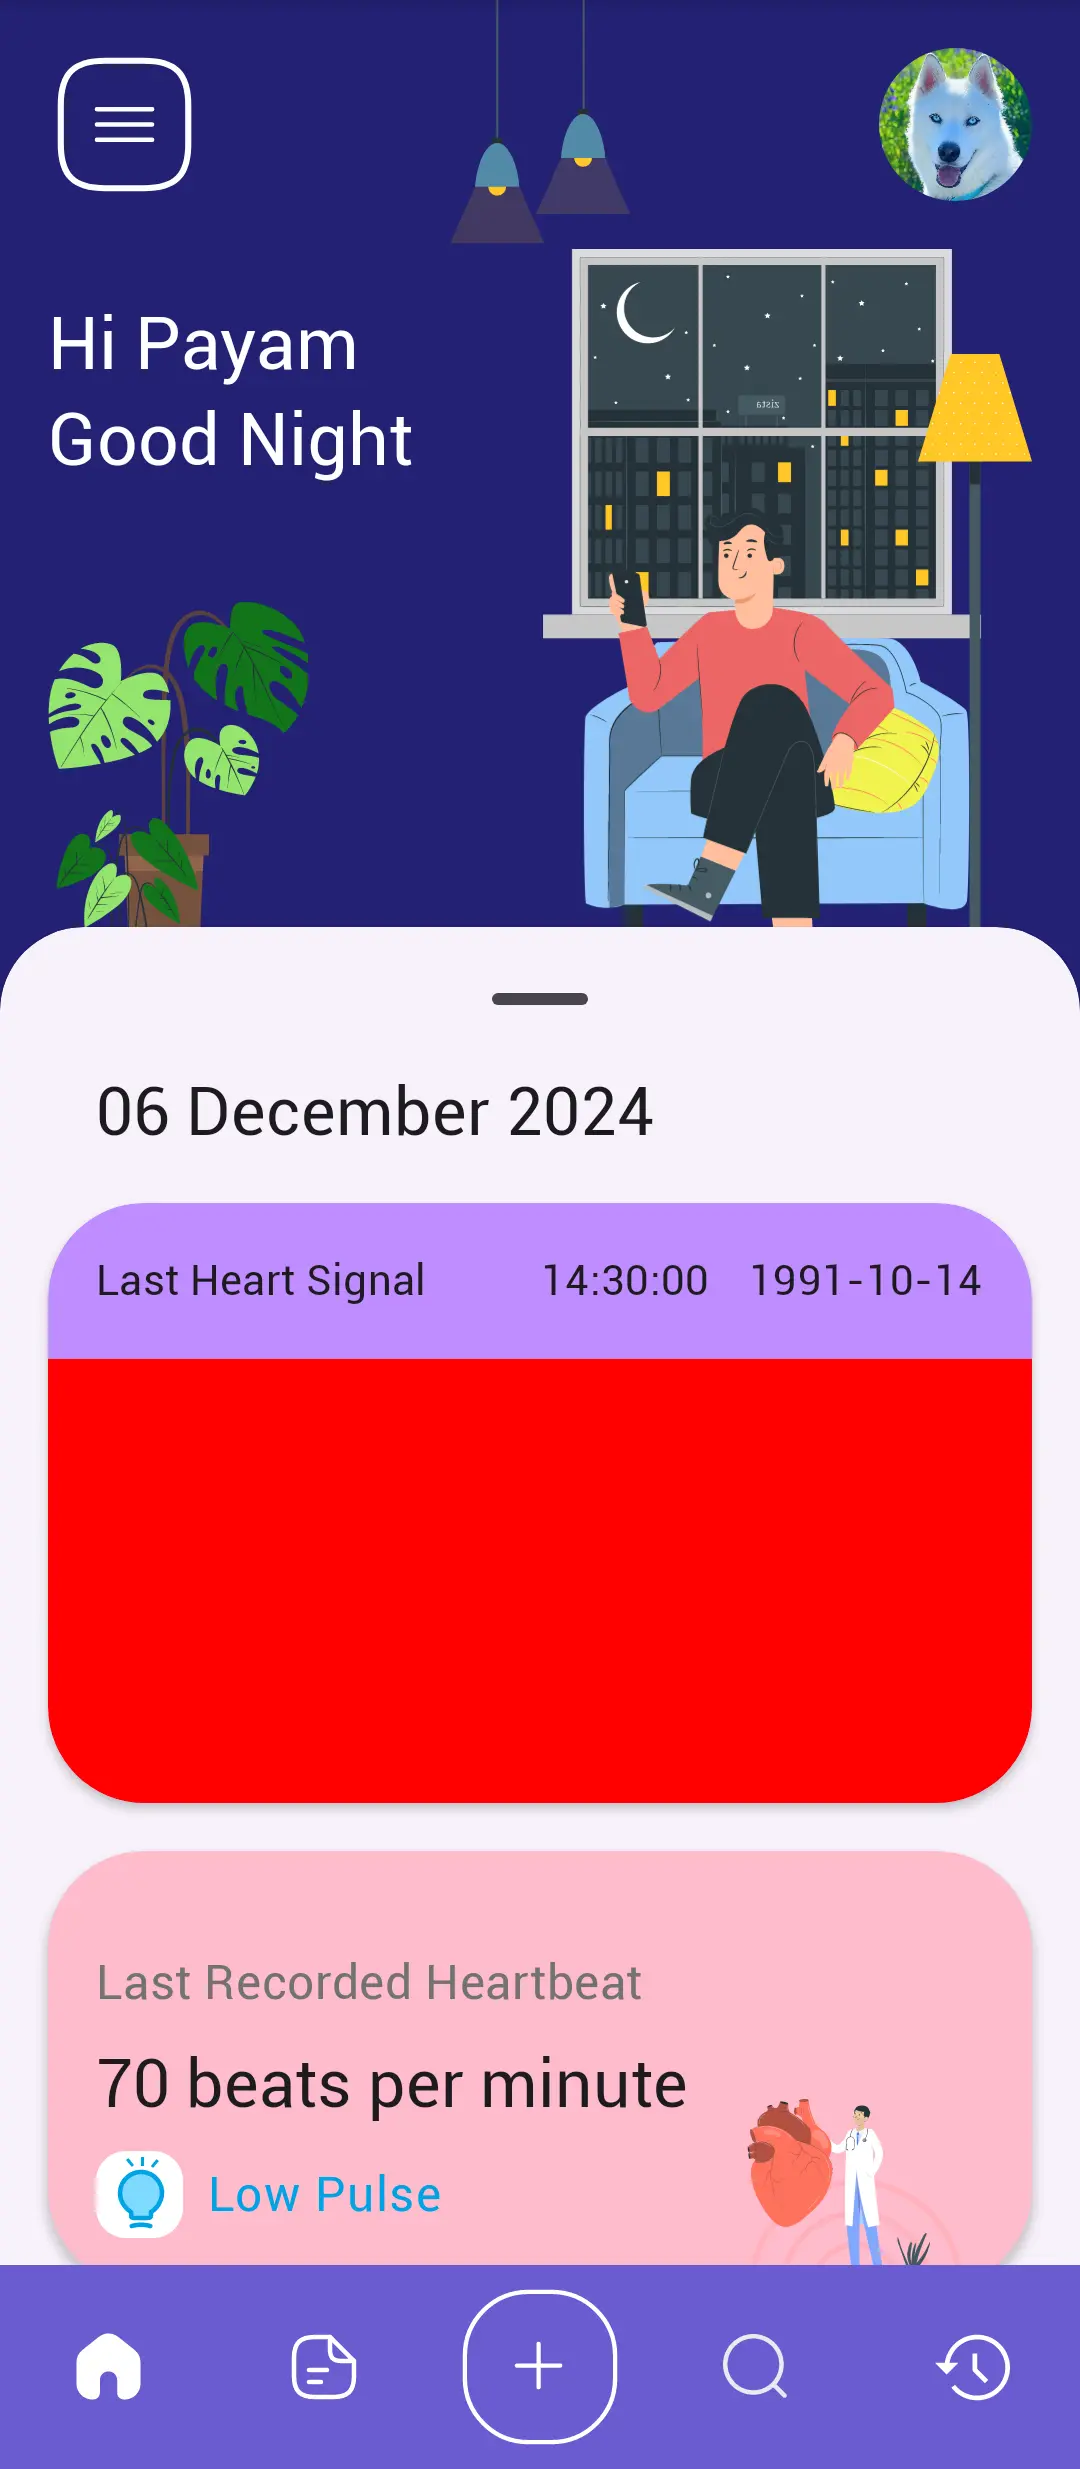 Hi Payam
Good Night
zista
06 December 2024
Last Heart Signal 14:30:00 1991-10-14
Last Recorded Heartbeat
70 beats per minute
Low Pulse